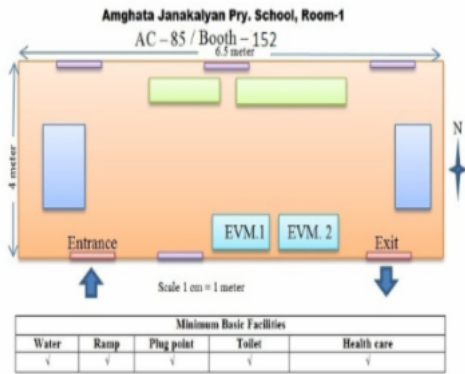 Amghata Janakalyan Pry. School, Room-1
AC – 85 / Booth – 152
6.5 meter
4 meter
N
EVM.1 EVM. 2
Entrance Exit
Scale 1 cm = 1 meter
Minimum Basic Facilities
Water Ramp Plug point Toilet Health care
√ √ √ √ √